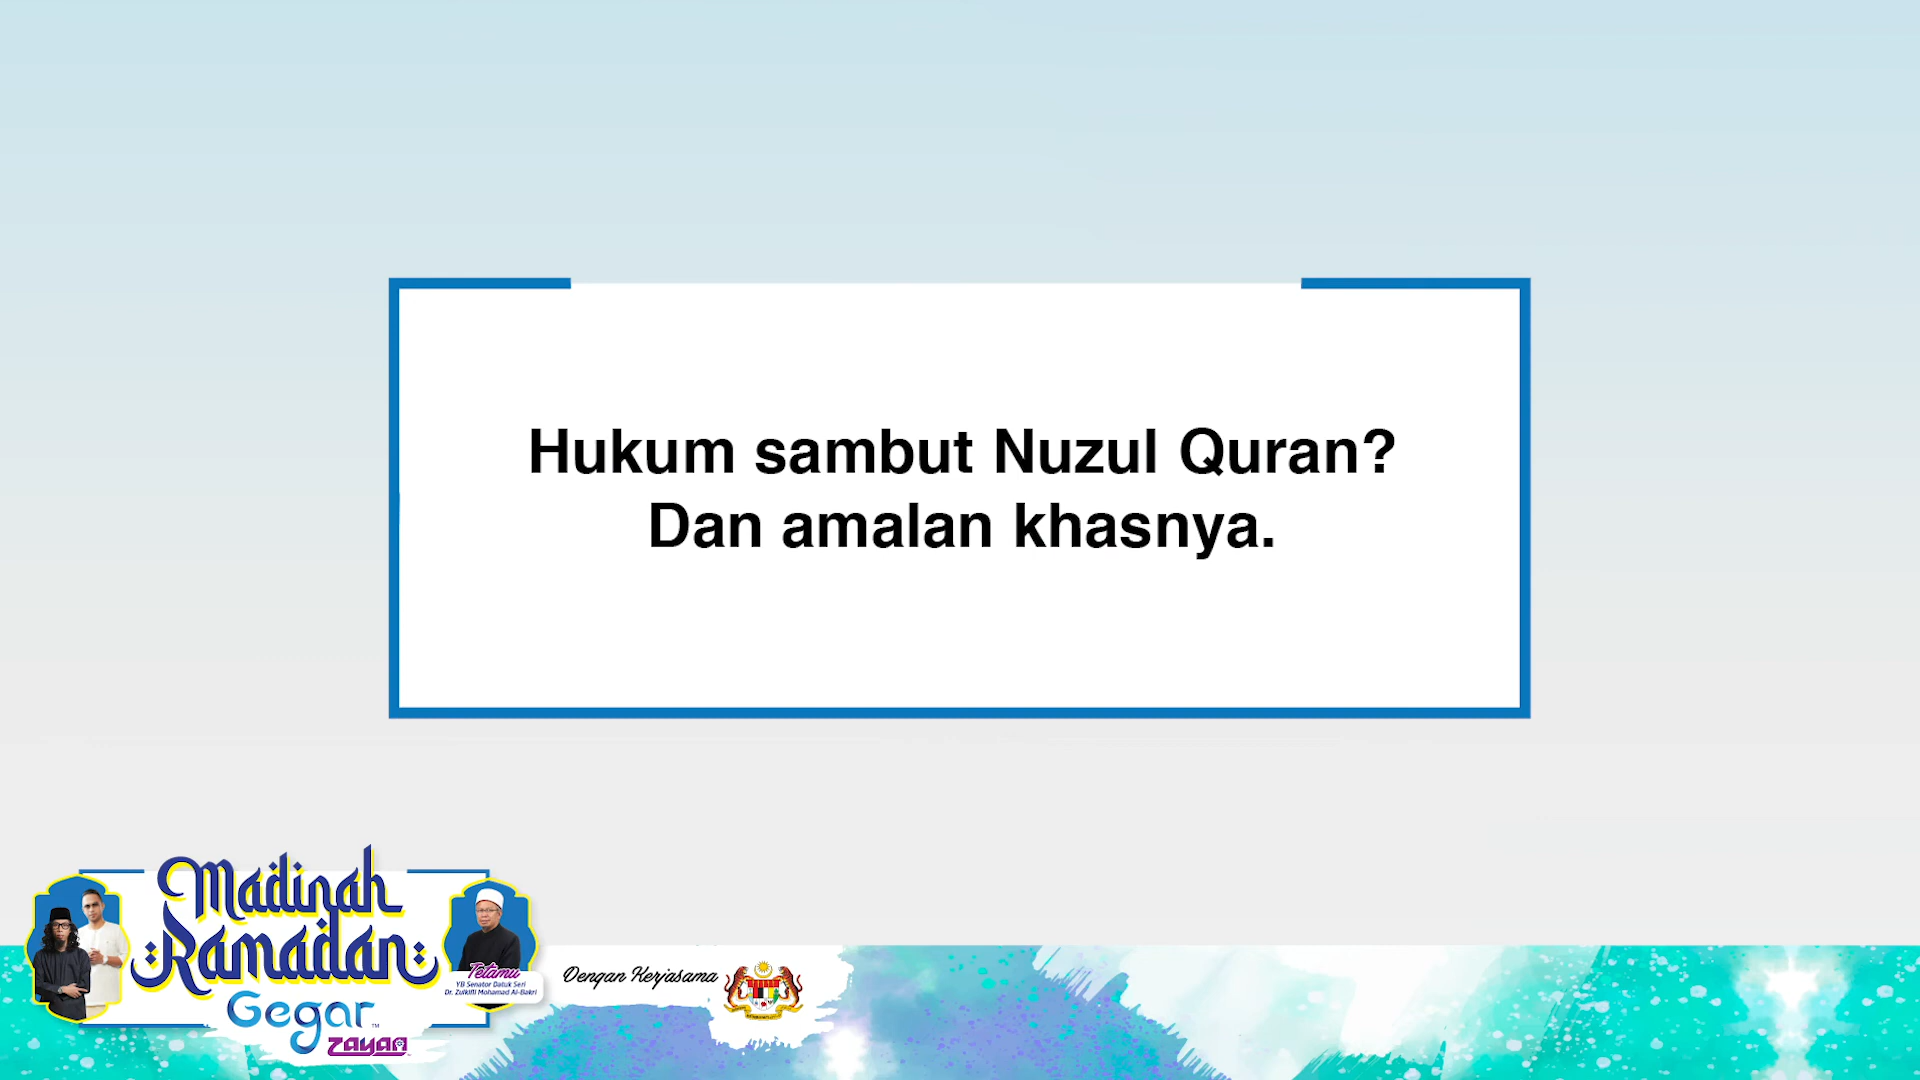 Hukum sambut Nuzul Quran?
Dan amalan khasnya.
Madinah
Ramadan
Gegar
zayan
Tetamu
YB Senator Datuk Seri
Dr. Zulkifli Mohamad Al-Bakri
Dengan Kerjasama